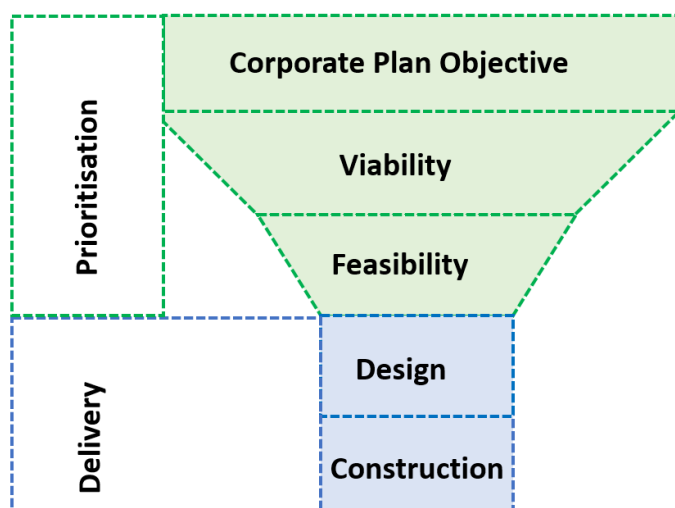 Prioritisation
Corporate Plan Objective
Viability
Feasibility
Delivery
Design
Construction